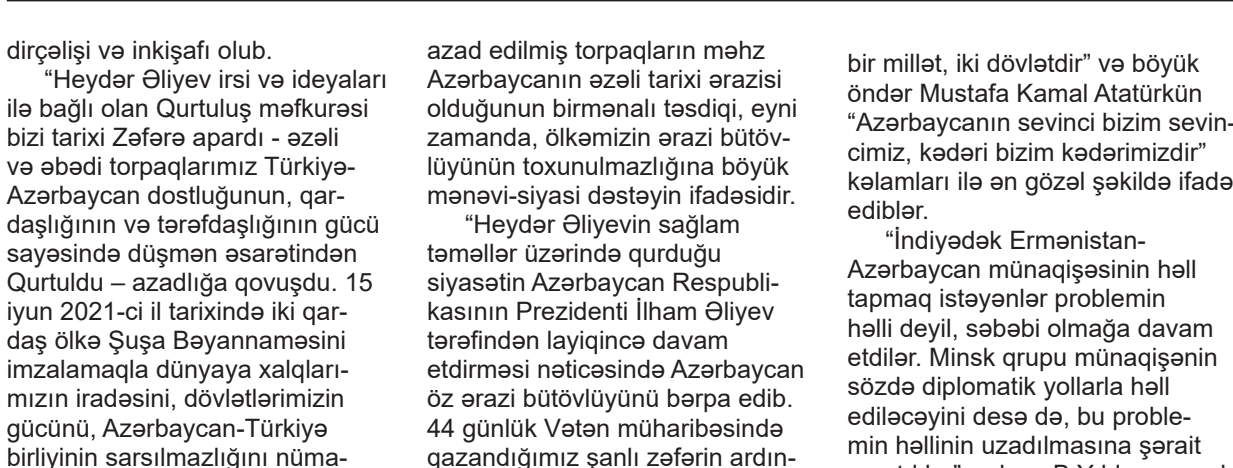 dirçəlişi və inkişafı olub.
“Heydər Əliyev irsi və ideyaları
ilə bağlı olan Qurtuluş məfkurəsi
bizi tarixi Zəfərə apardı - əzəli
və əbədi torpaqlarımız Türkiyə-
Azərbaycan dostluğunun, qar-
daşlığının və tərəfdaşlığının gücü
sayəsində düşmən əsarətindən
Qurtuldu – azadlığa qovuşdu. 15
iyun 2021-ci il tarixində iki qar-
daş ölkə Şuşa Bəyannaməsini
imzalamaqla dünyaya xalqları-
mızın iradəsini, dövlətlərimizin
gücünü, Azərbaycan-Türkiyə
birliyinin sarsılmazlığını nüma-
azad edilmiş torpaqların məhz
Azərbaycanın əzəli tarixi ərazisi
olduğunun birmənalı təsdiqi, eyni
zamanda, ölkəmizin ərazi bütöv-
lüyünün toxunulmazlığına böyük
mənəvi-siyasi dəstəyin ifadəsidir.
“Heydər Əliyevin sağlam
təməllər üzərində qurduğu
siyasətin Azərbaycan Respubli-
kasının Prezidenti İlham Əliyev
tərəfindən layiqincə davam
etdirməsi nəticəsində Azərbaycan
öz ərazi bütövlüyünü bərpa edib.
44 günlük Vətən müharibəsində
qazandığımız şanlı zəfərin ardın-
bir millət, iki dövlətdir” və böyük
öndər Mustafa Kamal Atatürkün
“Azərbaycanın sevinci bizim sevin-
cimiz, kədəri bizim kədərimizdir”
kəlamları ilə ən gözəl şəkildə ifadə
ediblər.
“İndiyədək Ermənistan-
Azərbaycan münaqişəsinin həll
tapmaq istəyənlər problemin
həlli deyil, səbəbi olmağa davam
etdilər. Minsk qrupu münaqişənin
sözdə diplomatik yollarla həll
ediləcəyini desə də, bu proble-
min həllinin uzadılmasına şərait